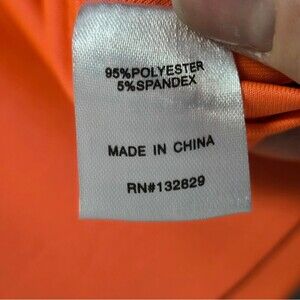 95%POLYESTER
5%SPANDEX
MADE IN CHINA
RN#132829